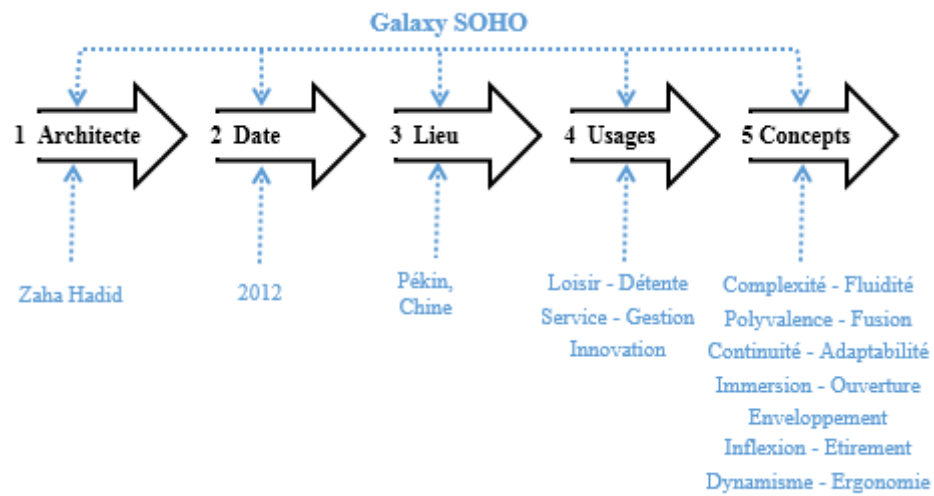 Galaxy SOHO
1 Architecte
2 Date
3 Lieu
4 Usages
5 Concepts
Zaha Hadid
2012
Pékin,
Chine
Loisir - Détente
Service - Gestion
Innovation
Complexité - Fluidité
Polyvalence - Fusion
Continuité - Adaptabilité
Immersion - Ouverture
Enveloppement
Inflexion - Etirement
Dynamisme - Ergonomie